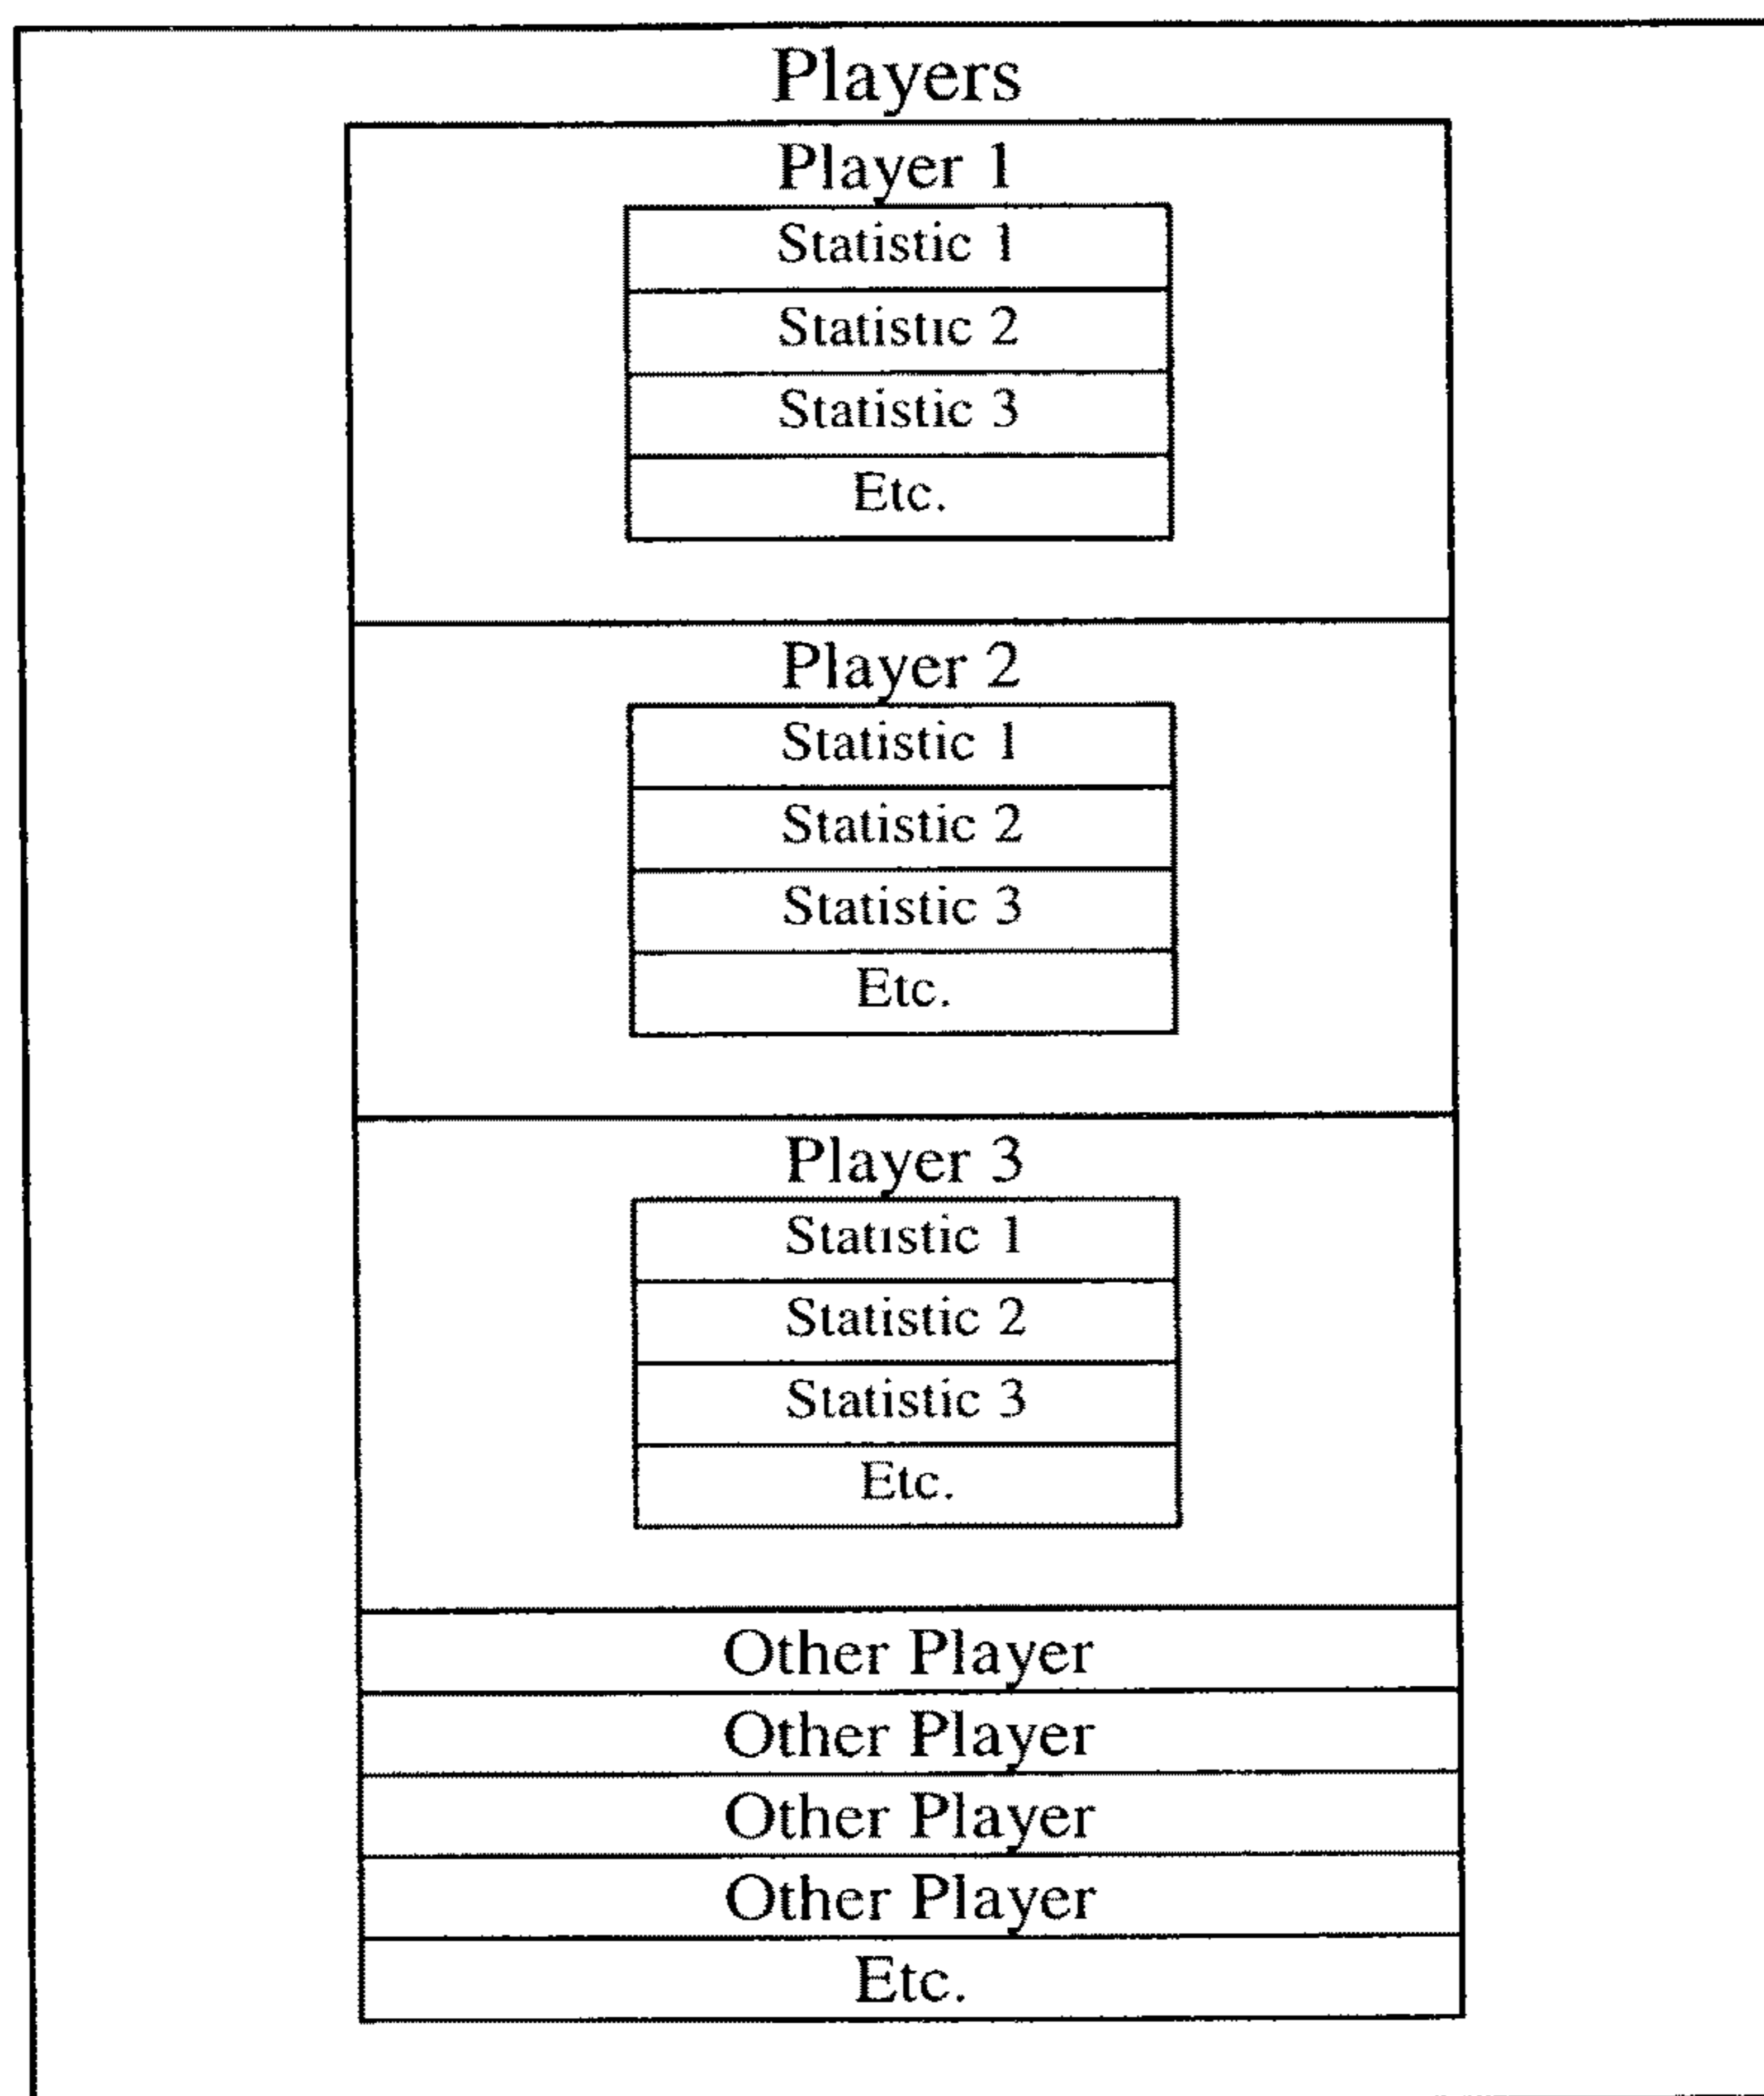 Players
Player 1
Statistic 1
Statistic 2
Statistic 3
Etc.
Player 2
Statistic 1
Statistic 2
Statistic 3
Etc.
Player 3
Statistic 1
Statistic 2
Statistic 3
Etc.
Other Player
Other Player
Other Player
Other Player
Etc.